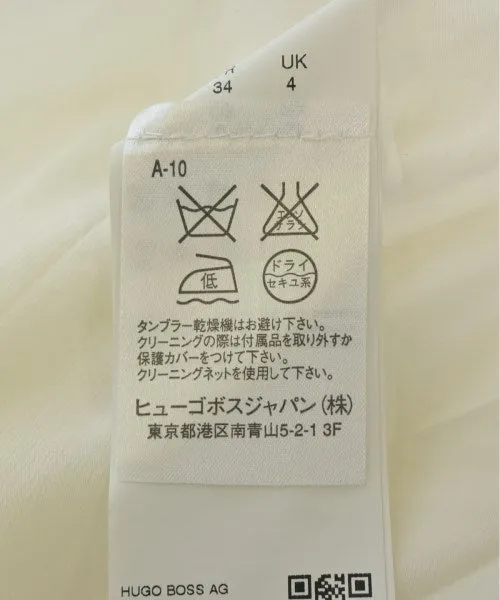 UK
34 4
A-10
エンソ
チラシ
低
ドライ
セキユ系
タンブラー乾燥機はお避け下さい。
クリーニングの際は付属品を取り外すか
保護カバーをつけて下さい。
クリーニングネットを使用して下さい。
ヒューゴボスジャパン(株)
東京都港区南青山5-2-1 3F
HUGO BOSS AG